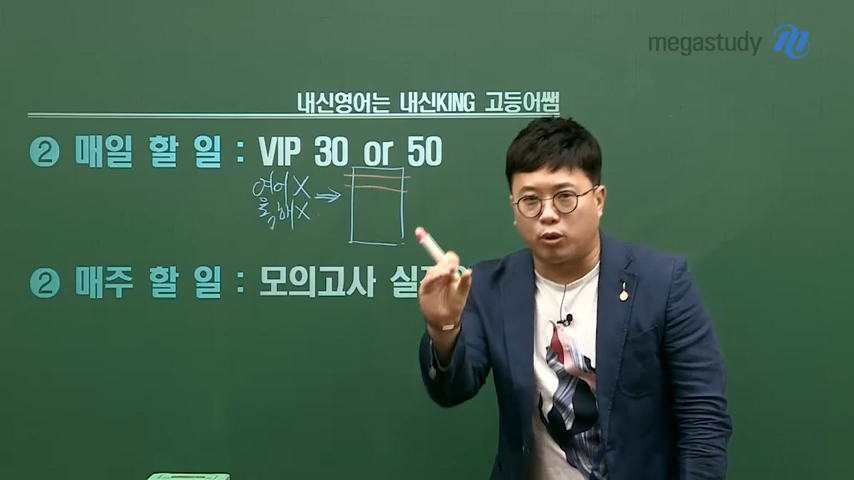 megastudy
내신영어는 내신KING 고등어쌤
② 매일 할 일 : VIP 30 or 50
영어X
독해X
② 매주 할 일 : 모의고사